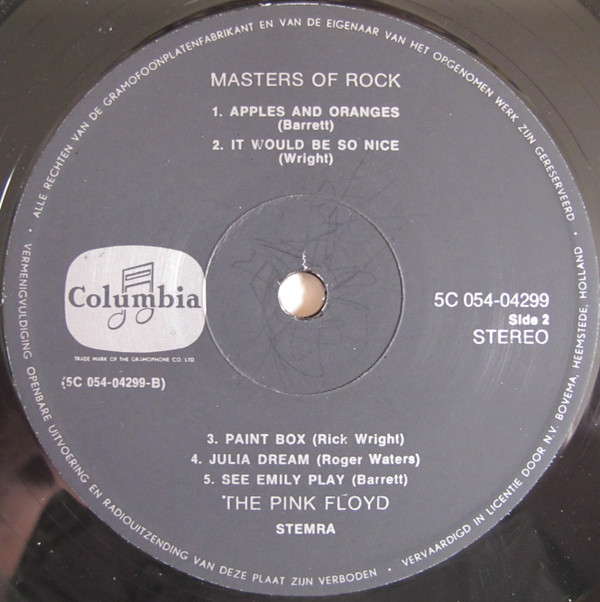 • ALLE RECHTEN VAN DE GRAMOFOONPLATENFABRIKANT EN VAN DE EIGENAAR VAN HET OPGENOMEN WERK ZIJN GERESERVEERD •
MASTERS OF ROCK
1. APPLES AND ORANGES
(Barrett)
2. IT WOULD BE SO NICE
(Wright)
Columbia
TRADE MARK OF THE GRAMOPHONE CO. LTD
(5C 054-04299-B)
5C 054-04299
Side 2
STEREO
3. PAINT BOX (Rick Wright)
4. JULIA DREAM (Roger Waters)
5. SEE EMILY PLAY (Barrett)
THE PINK FLOYD
STEMRA
VERMENIGVULDIGING OPENBARE UITVOERING EN RADIOUITZENDING VAN DEZE PLAAT ZIJN VERBODEN • VERVAARDIGD IN LICENTIE DOOR N.V. BOVEMA, HEEMSTEDE, HOLLAND